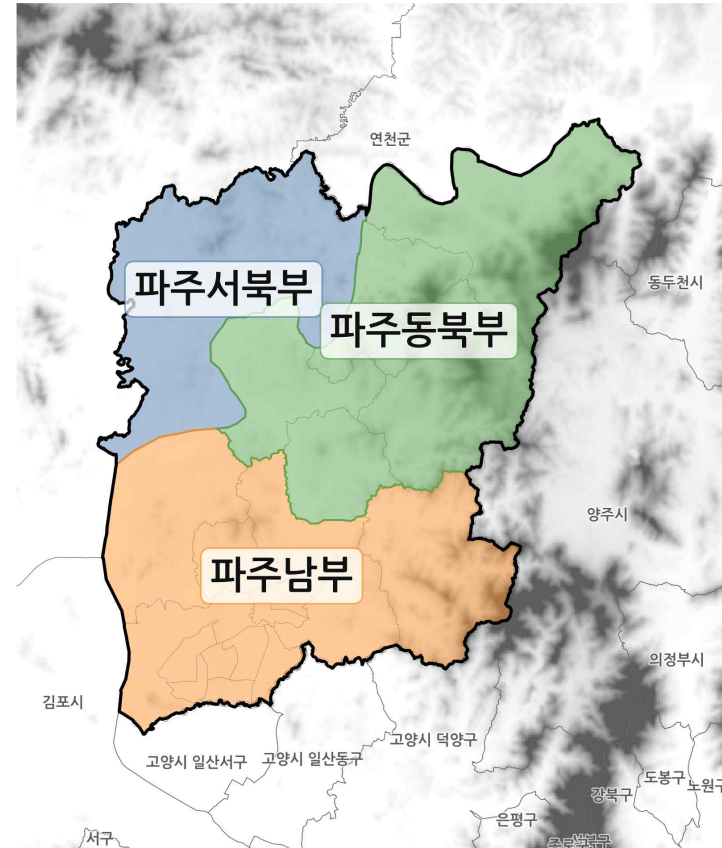 연천군
파주서북부
동두천시
파주동북부
양주시
파주남부
의정부시
김포시
고양시 덕양구
고양시 일산서구
고양시 일산동구
도봉구
노원구
강북구
은평구
서구